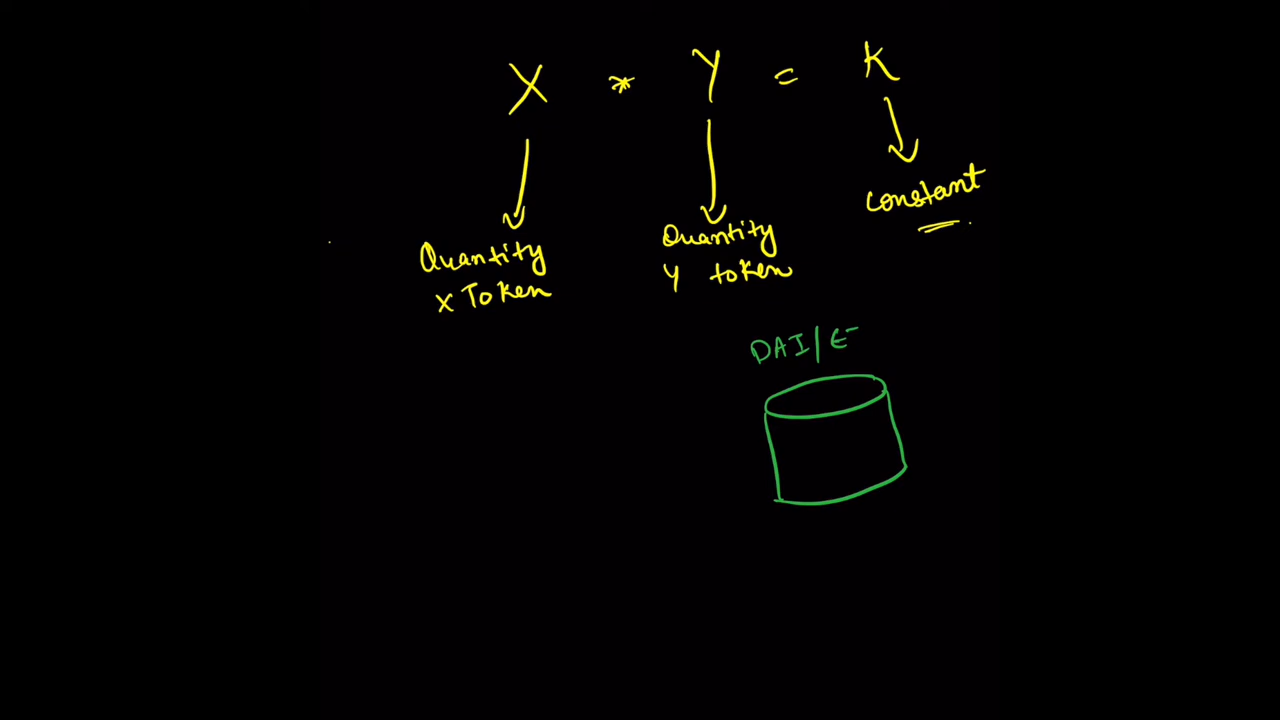 X * Y = K
constant
Quantity
X Token
Quantity
Y token
DAI/E